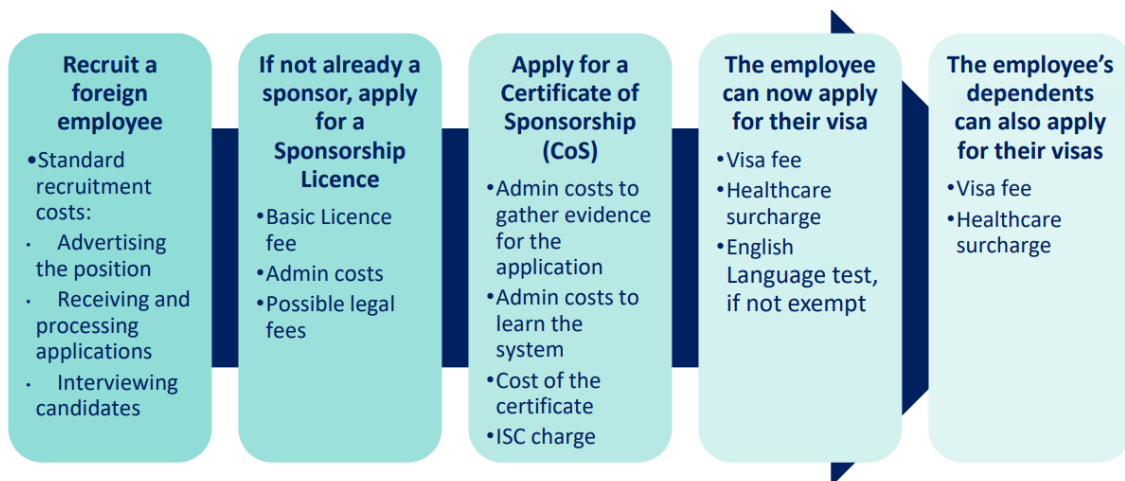 Recruit a
foreign
employee
•Standard
recruitment
costs:
· Advertising
the position
· Receiving and
processing
applications
· Interviewing
candidates
If not already a
sponsor, apply
for a
Sponsorship
Licence
•Basic Licence
fee
•Admin costs
•Possible legal
fees
Apply for a
Certificate of
Sponsorship
(CoS)
•Admin costs to
gather evidence
for the
application
•Admin costs to
learn the
system
•Cost of the
certificate
•ISC charge
The employee
can now apply
for their visa
•Visa fee
•Healthcare
surcharge
•English
Language test,
if not exempt
The employee’s
dependents
can also apply
for their visas
•Visa fee
•Healthcare
surcharge